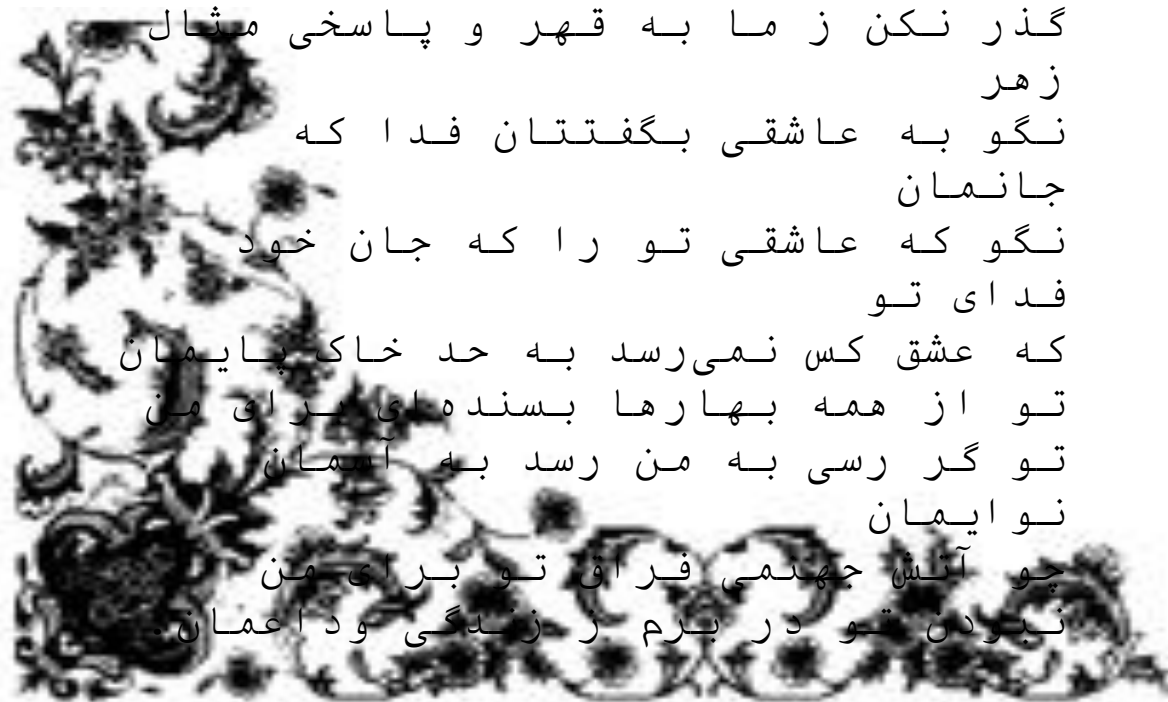 گذر نکن ز ما به قهر و پاسخی مثال
زهر
نگو به عاشقی بگفتتان فدا که
جانمان
نگو که عاشقی تو را که جان خود
فدای تو
که عشق کس نمی‌رسد به حد خاک پایمان
تو از همه بهارها بسنده‌ای برای من
تو گر رسی به من رسد به آسمان
نوایمان
چو آتش جهنمی فراق تو برای من
نبودن تو در برم ز زندگی وداعمان.